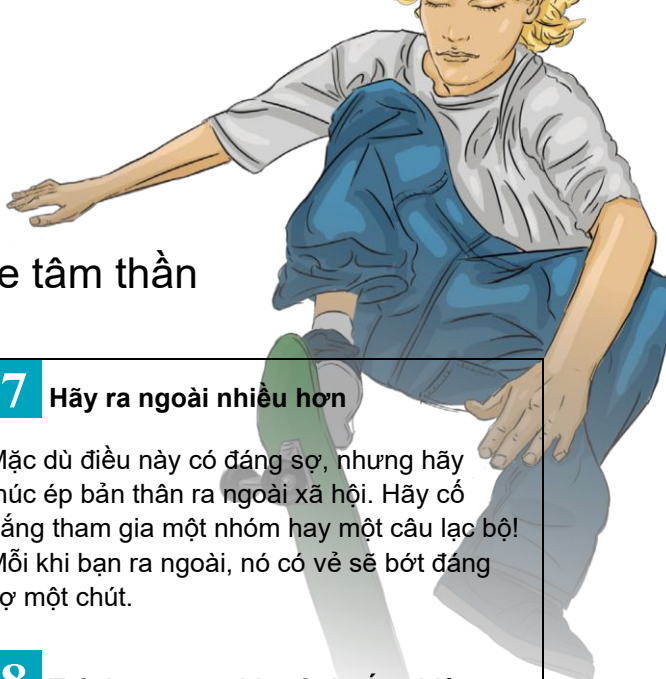 e tâm thần
7 Hãy ra ngoài nhiều hơn
Mặc dù điều này có đáng sợ, nhưng hãy
thúc ép bản thân ra ngoài xã hội. Hãy cố
gắng tham gia một nhóm hay một câu lạc bộ!
Mỗi khi bạn ra ngoài, nó có vẻ sẽ bớt đáng
sợ một chút.
8